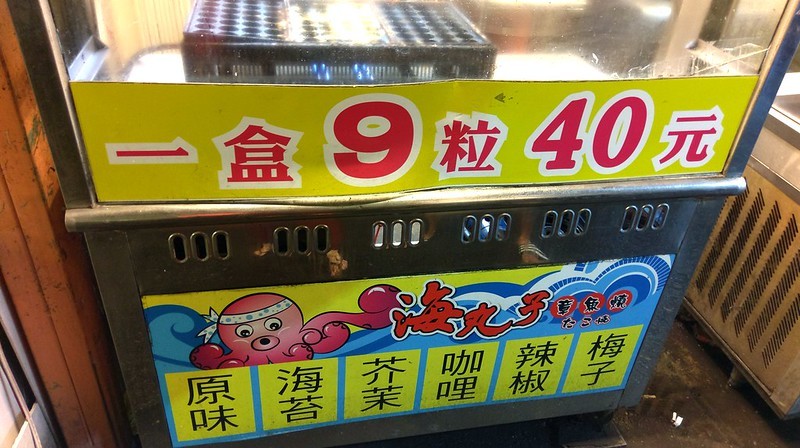 一盒9粒40元
海丸子 章魚燒
たこ焼
原味 海苔 芥茉 咖哩 辣椒 梅子